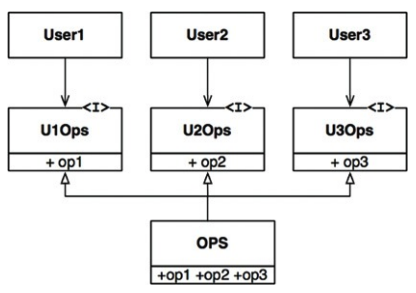 User1 User2 User3
<I> <I> <I>
U1Ops U2Ops U3Ops
+ op1 + op2 + op3
OPS
+op1 +op2 +op3